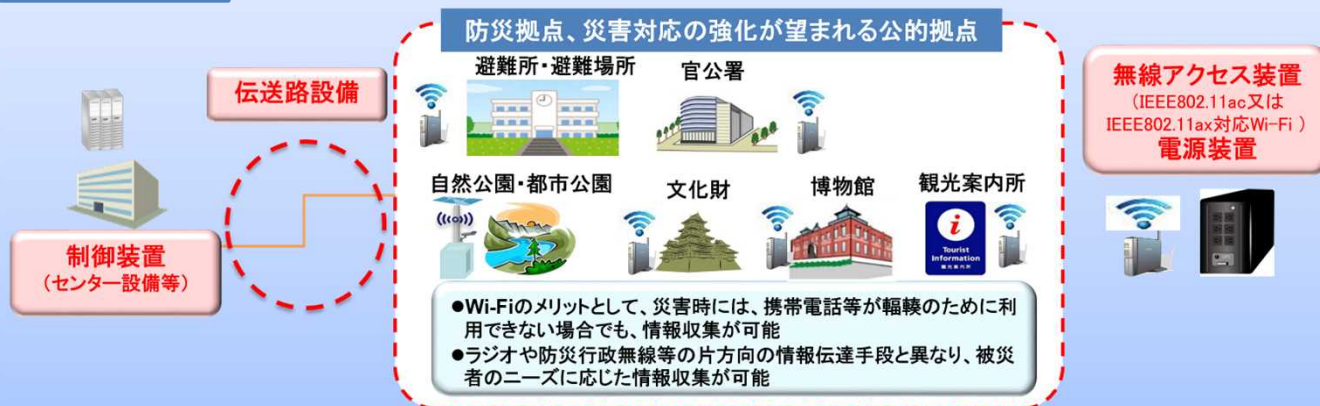 防災拠点、災害対応の強化が望まれる公的拠点
避難所・避難場所
官公署
伝送路設備
無線アクセス装置
(IEEE802.11ac又は
IEEE802.11ax対応Wi-Fi )
電源装置
自然公園・都市公園
文化財
博物館
観光案内所
i
Tourist
Information
観光案内所
制御装置
(センター設備等)
●Wi-Fiのメリットとして、災害時には、携帯電話等が輻輳のために利
用できない場合でも、情報収集が可能
●ラジオや防災行政無線等の片方向の情報伝達手段と異なり、被災
者のニーズに応じた情報収集が可能